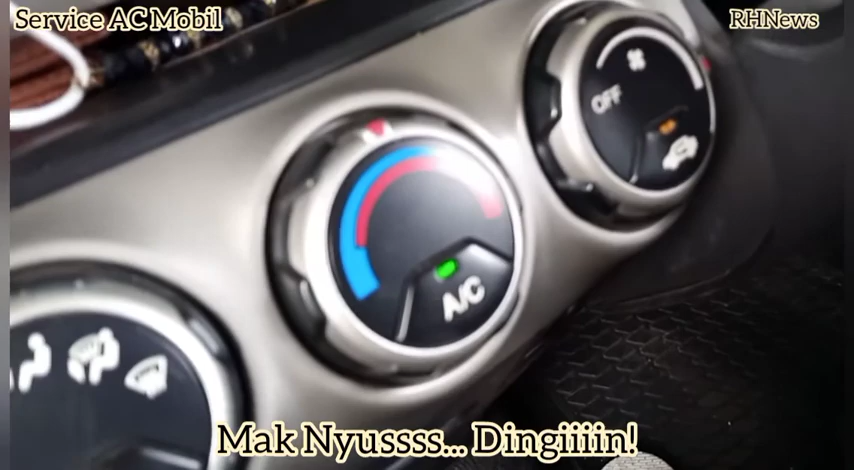 Service AC Mobil
RHNews
OFF
A/C
Mak Nyussss... Dingiiiin!